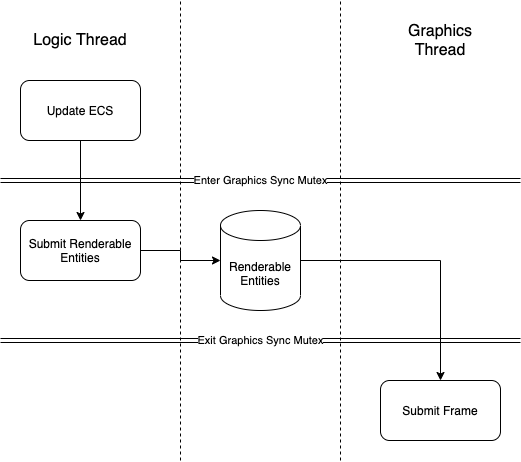 Logic Thread
Graphics
Thread
Update ECS
Enter Graphics Sync Mutex
Submit Renderable
Entities
Renderable
Entities
Exit Graphics Sync Mutex
Submit Frame